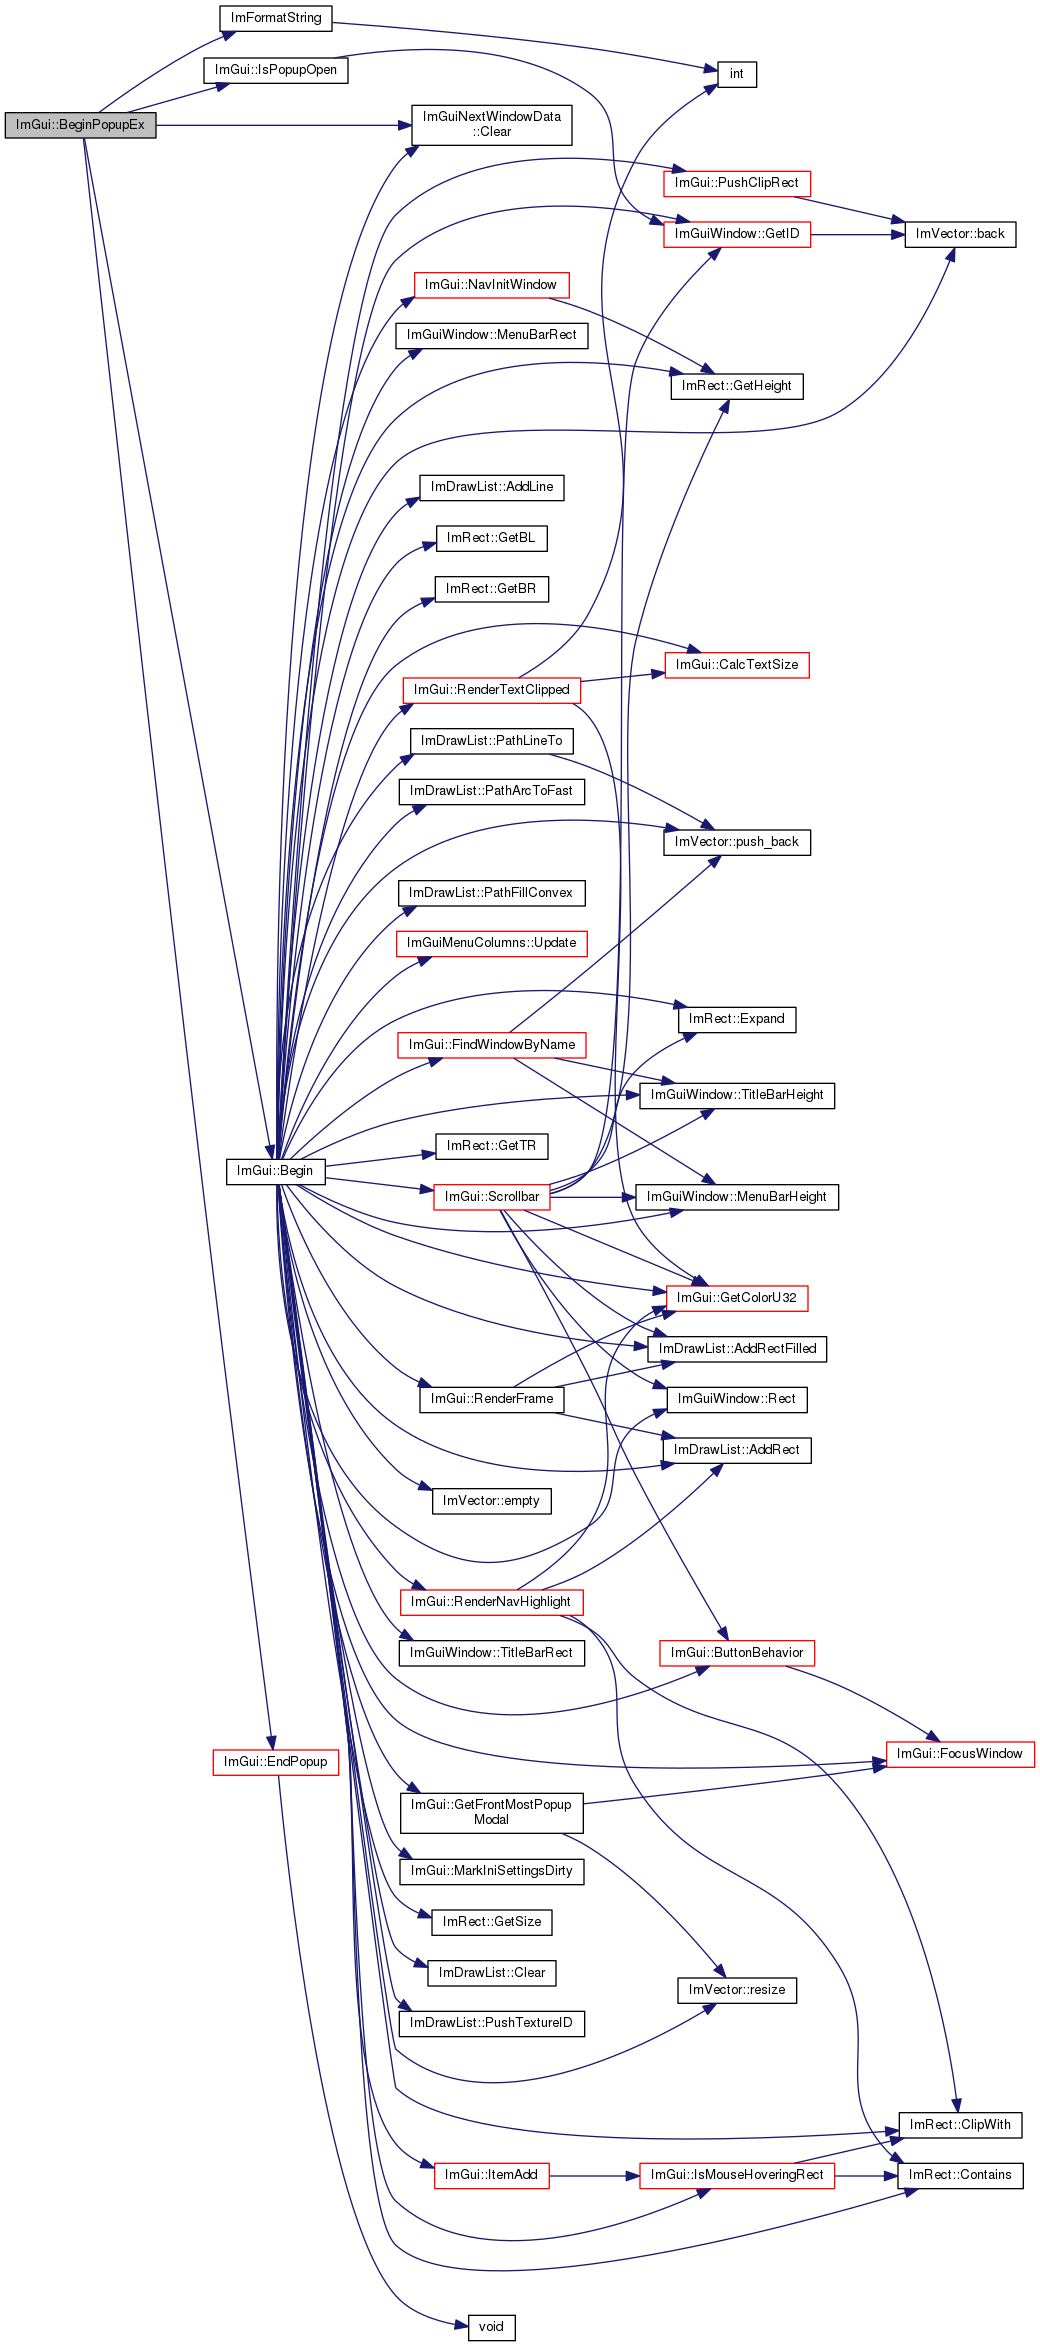 ImFormatString
ImGui::IsPopupOpen
int
ImGui::BeginPopupEx
ImGuiNextWindowData
::Clear
ImGui::PushClipRect
ImGuiWindow::GetID
ImVector::back
ImGui::NavInitWindow
ImGuiWindow::MenuBarRect
ImRect::GetHeight
ImDrawList::AddLine
ImRect::GetBL
ImRect::GetBR
ImGui::CalcTextSize
ImGui::RenderTextClipped
ImDrawList::PathLineTo
ImDrawList::PathArcToFast
ImVector::push_back
ImDrawList::PathFillConvex
ImGuiMenuColumns::Update
ImRect::Expand
ImGui::FindWindowByName
ImGuiWindow::TitleBarHeight
ImRect::GetTR
ImGui::Begin
ImGui::Scrollbar
ImGuiWindow::MenuBarHeight
ImGui::GetColorU32
ImDrawList::AddRectFilled
ImGui::RenderFrame
ImGuiWindow::Rect
ImDrawList::AddRect
ImVector::empty
ImGui::RenderNavHighlight
ImGuiWindow::TitleBarRect
ImGui::ButtonBehavior
ImGui::FocusWindow
ImGui::EndPopup
ImGui::GetFrontMostPopup
Modal
ImGui::MarkIniSettingsDirty
ImRect::GetSize
ImDrawList::Clear
ImVector::resize
ImDrawList::PushTextureID
ImRect::ClipWith
ImGui::ItemAdd
ImGui::IsMouseHoveringRect
ImRect::Contains
void